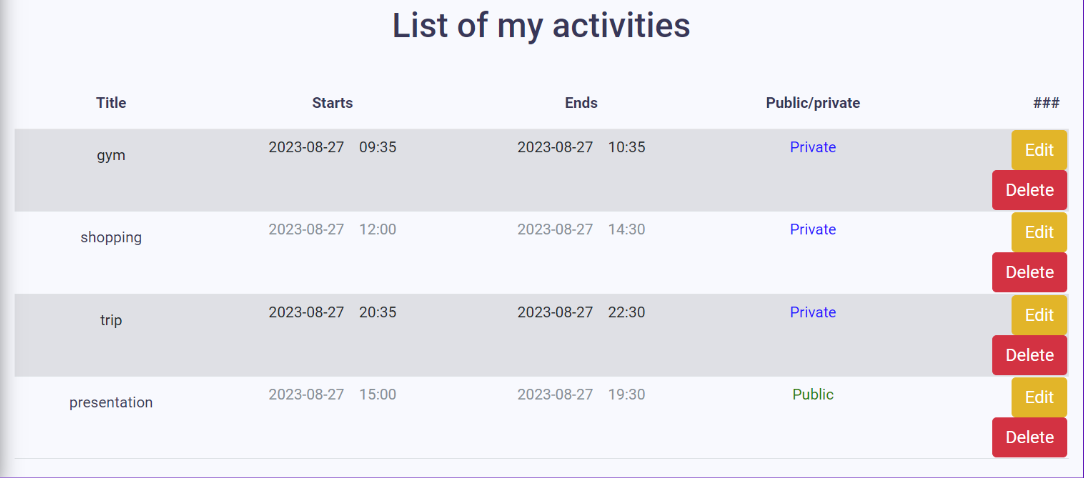 List of my activities
Title Starts Ends Public/private ###
gym 2023-08-27 09:35 2023-08-27 10:35 Private Edit
Delete
shopping 2023-08-27 12:00 2023-08-27 14:30 Private Edit
Delete
trip 2023-08-27 20:35 2023-08-27 22:30 Private Edit
Delete
presentation 2023-08-27 15:00 2023-08-27 19:30 Public Edit
Delete